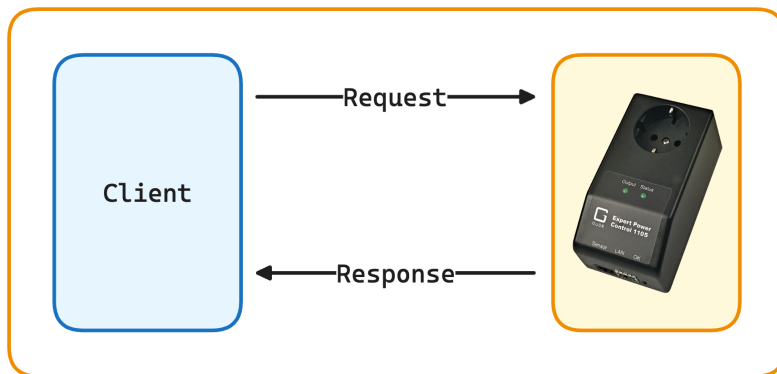 Request
Client
Response
Output Status
GUDE
Expert Power
Control 1105
Sensor LAN OK